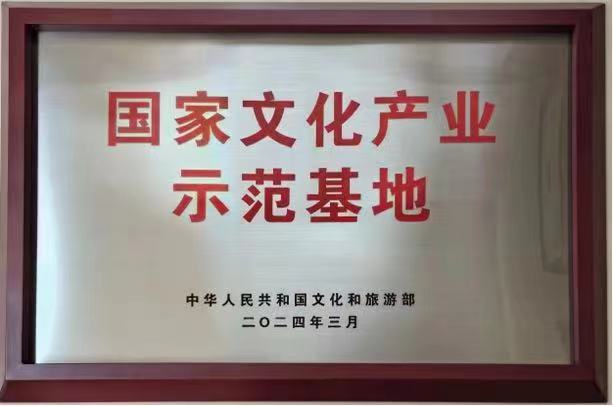 国家文化产业
示范基地
中华人民共和国文化和旅游部
二〇二四年三月